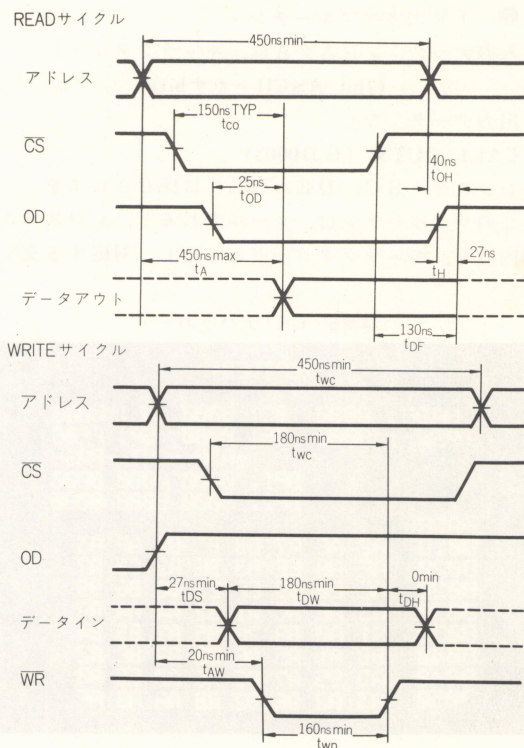 READサイクル
450ns min
アドレス
150ns TYP
tCO
CS
40ns
tOH
25ns
tOD
OD
450ns max
tA
tH
27ns
データアウト
130ns
tDF
WRITEサイクル
450ns min
twc
アドレス
180ns min
twc
CS
OD
27ns min
tDS
180ns min
tDW
0min
tDH
データイン
20ns min
tAW
WR
160ns min
twp